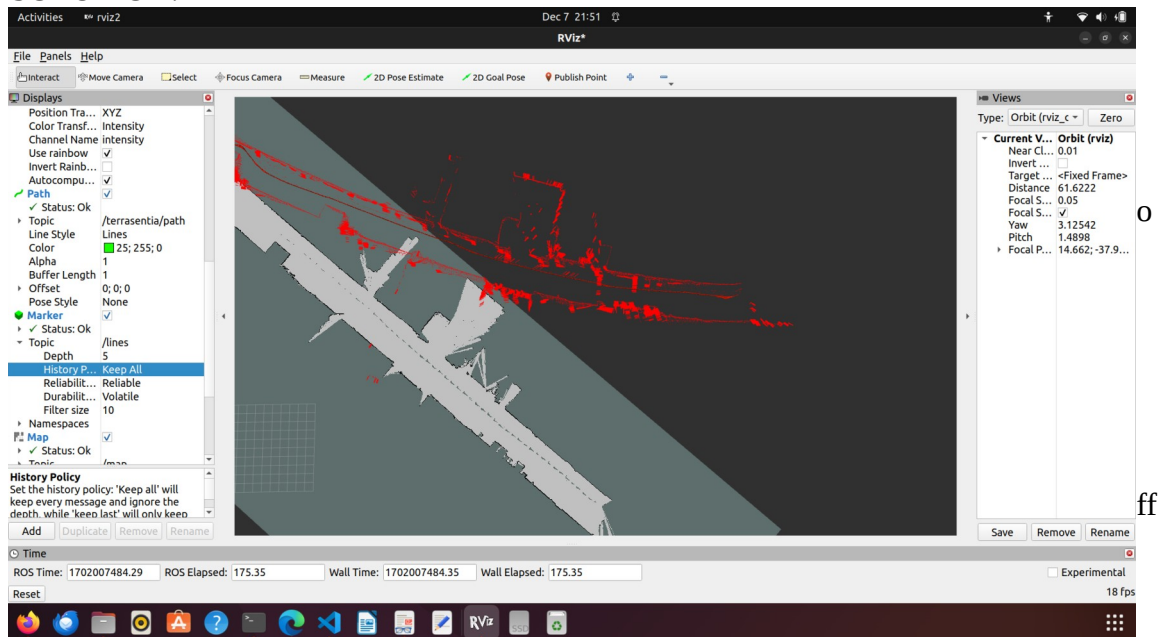 Activities rviz2 Dec 7 21:51
RViz*
File Panels Help
Interact Move Camera Select Focus Camera Measure 2D Pose Estimate 2D Goal Pose Publish Point
Displays
Position Tra... XYZ
Color Transf... Intensity
Channel Name intensity
Use rainbow
Invert Rainb...
Autocompu...
Path
Status: Ok
Topic /terrasentia/path
Line Style Lines
Color 25; 255; 0
Alpha 1
Buffer Length 1
Offset 0; 0; 0
Pose Style None
Marker
Status: Ok
Topic /lines
Depth 5
History P... Keep All
Reliabilit... Reliable
Durabilit... Volatile
Filter size 10
Namespaces
Map
Status: Ok
Topic /map
History Policy
Set the history policy: 'Keep all' will
keep every message and ignore the
depth, while 'keep last' will only keep
Add Duplicate Remove Rename
Views
Type: Orbit (rviz_c Zero
Current V... Orbit (rviz)
Near Cl... 0.01
Invert ...
Target ... <Fixed Frame>
Distance 61.6222
Focal S... 0.05
Focal S...
Yaw 3.12542
Pitch 1.4898
Focal P... 14.662; -37.9...
Save Remove Rename
o
ff
Time
ROS Time: 1702007484.29 ROS Elapsed: 175.35 Wall Time: 1702007484.35 Wall Elapsed: 175.35 Experimental
Reset 18 fps
RViz
SSD